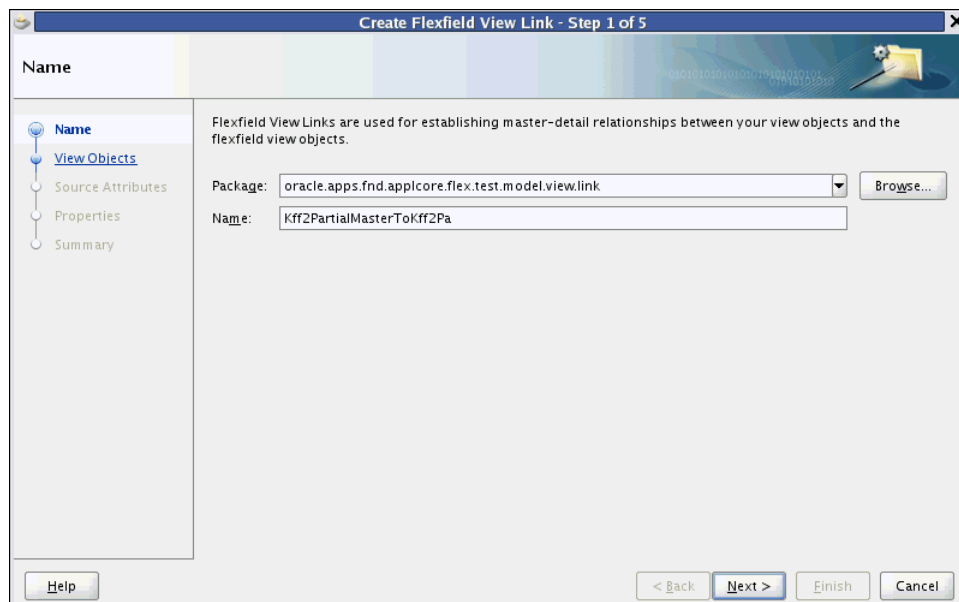 Create Flexfield View Link - Step 1 of 5
Name
Name
View Objects
Source Attributes
Properties
Summary
Flexfield View Links are used for establishing master-detail relationships between your view objects and the
flexfield view objects.
Package: oracle.apps.fnd.applcore.flex.test.model.view.link Browse...
Name: Kff2PartialMasterToKff2Pa
Help < Back Next > Finish Cancel